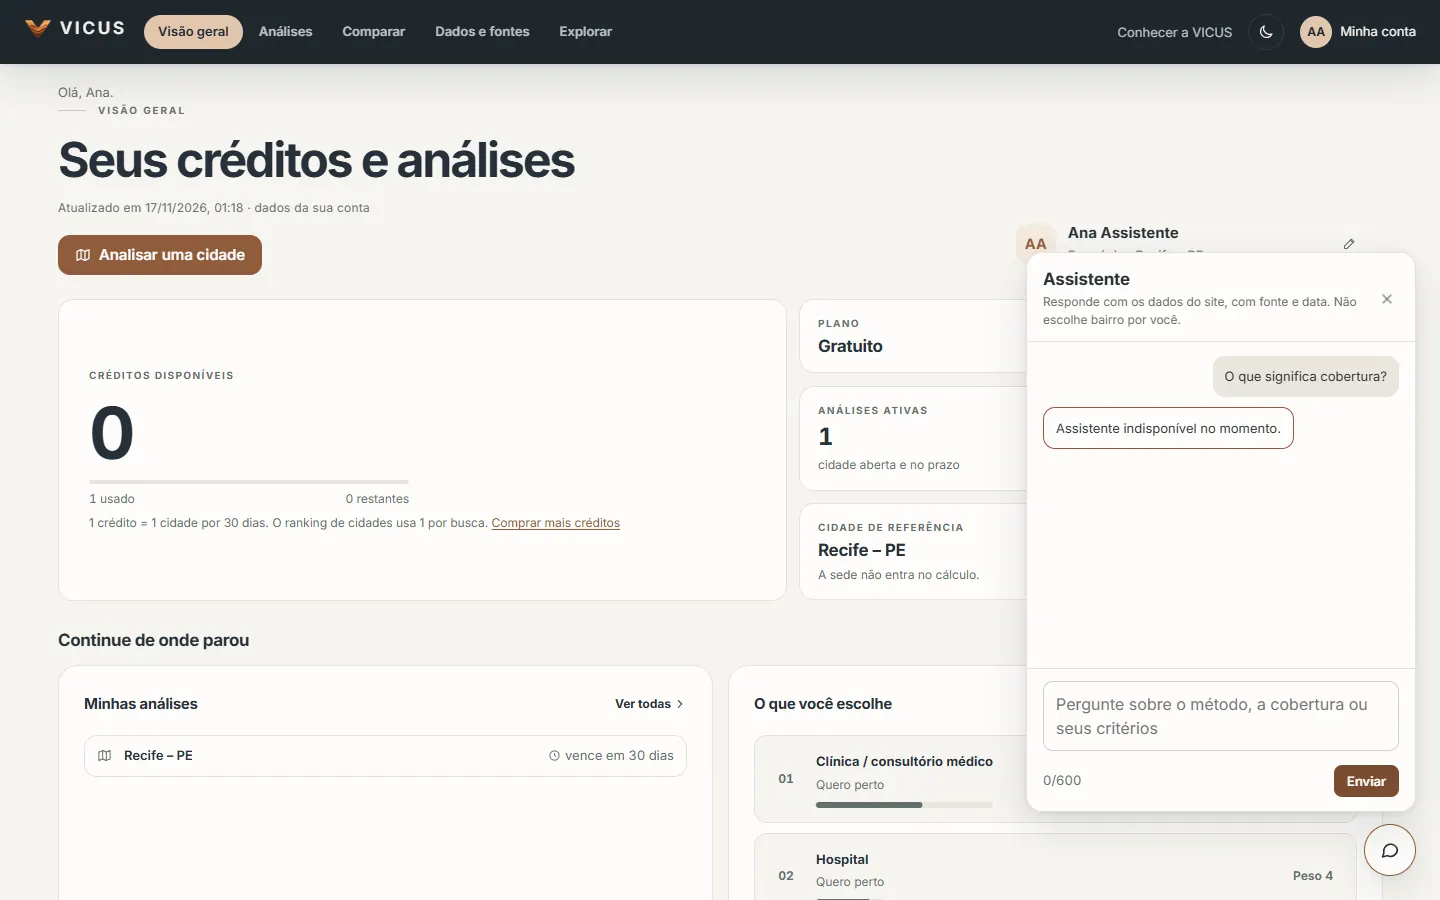 VICUS
Visão geral
Análises
Comparar
Dados e fontes
Explorar
Conhecer a VICUS
AA
Minha conta
Olá, Ana.
VISÃO GERAL
Seus créditos e análises
Atualizado em 17/11/2026, 01:18 · dados da sua conta
Analisar uma cidade
AA
Ana Assistente
CRÉDITOS DISPONÍVEIS
0
1 usado
0 restantes
1 crédito = 1 cidade por 30 dias. O ranking de cidades usa 1 por busca. Comprar mais créditos
PLANO
Gratuito
ANÁLISES ATIVAS
1
cidade aberta e no prazo
CIDADE DE REFERÊNCIA
Recife – PE
A sede não entra no cálculo.
Continue de onde parou
Minhas análises
Ver todas
Recife – PE
vence em 30 dias
O que você escolhe
01
Clínica / consultório médico
Quero perto
02
Hospital
Quero perto
Peso 4
Assistente
Responde com os dados do site, com fonte e data. Não
escolhe bairro por você.
O que significa cobertura?
Assistente indisponível no momento.
Pergunte sobre o método, a cobertura ou
seus critérios
0/600
Enviar